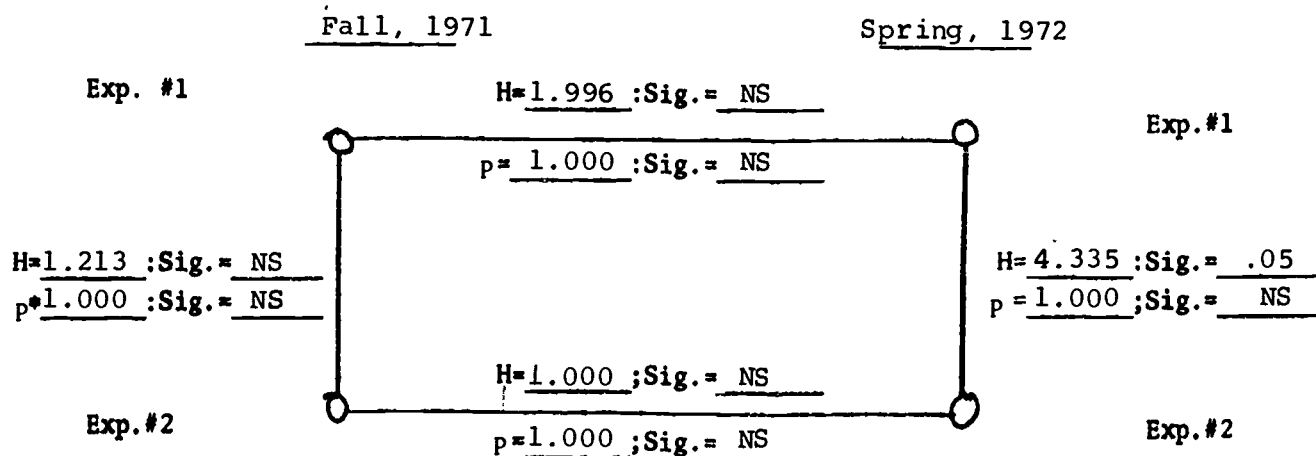 Fall, 1971
Spring, 1972
Exp. #1
H=1.996 :Sig.= NS
Exp.#1
p= 1.000 :Sig.= NS
H=1.213 :Sig.= NS
H=4.335 :Sig.= .05
p=1.000 :Sig.= NS
p =1.000 ;Sig.= NS
H=1.000 ;Sig.= NS
Exp.#2
Exp.#2
p=1.000 ;Sig.= NS